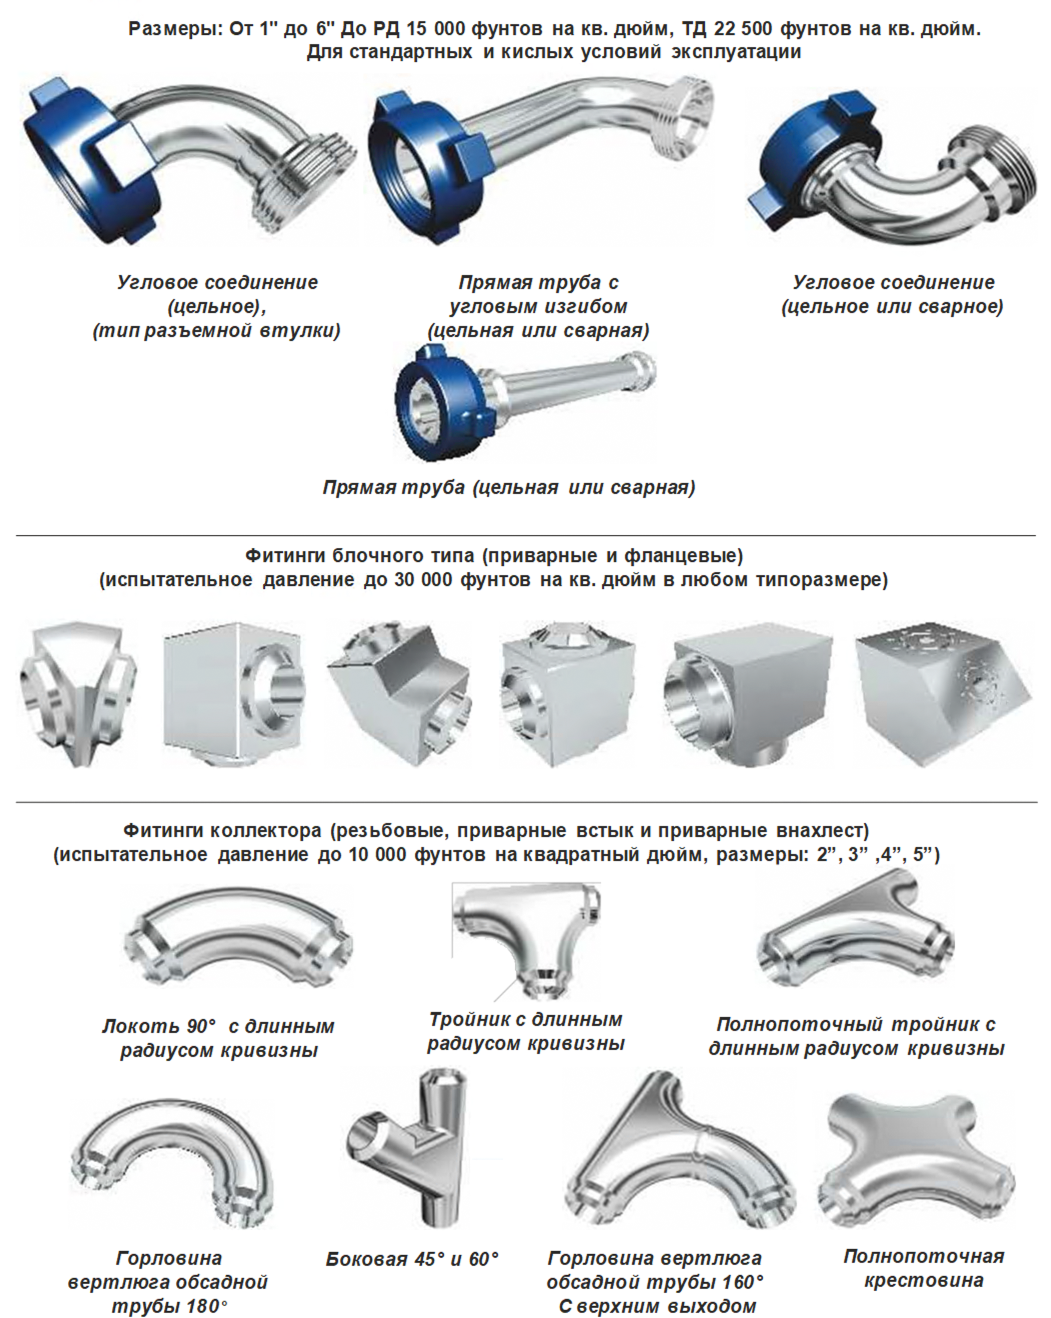 Размеры: От 1" до 6" До РД 15 000 фунтов на кв. дюйм, ТД 22 500 фунтов на кв. дюйм.
Для стандартных и кислых условий эксплуатации
Угловое соединение
(цельное),
(тип разъемной втулки)
Прямая труба с
угловым изгибом
(цельная или сварная)
Угловое соединение
(цельное или сварное)
Прямая труба (цельная или сварная)
Фитинги блочного типа (приварные и фланцевые)
(испытательное давление до 30 000 фунтов на кв. дюйм в любом типоразмере)
Фитинги коллектора (резьбовые, приварные встык и приварные внахлест)
(испытательное давление до 10 000 фунтов на квадратный дюйм, размеры: 2”, 3” ,4”, 5”)
Локоть 90° с длинным
радиусом кривизны
Тройник с длинным
радиусом кривизны
Полнопоточный тройник с
длинным радиусом кривизны
Горловина
вертлюга обсадной
трубы 180°
Боковая 45° и 60°
Горловина вертлюга
обсадной трубы 160°
С верхним выходом
Полнопоточная
крестовина